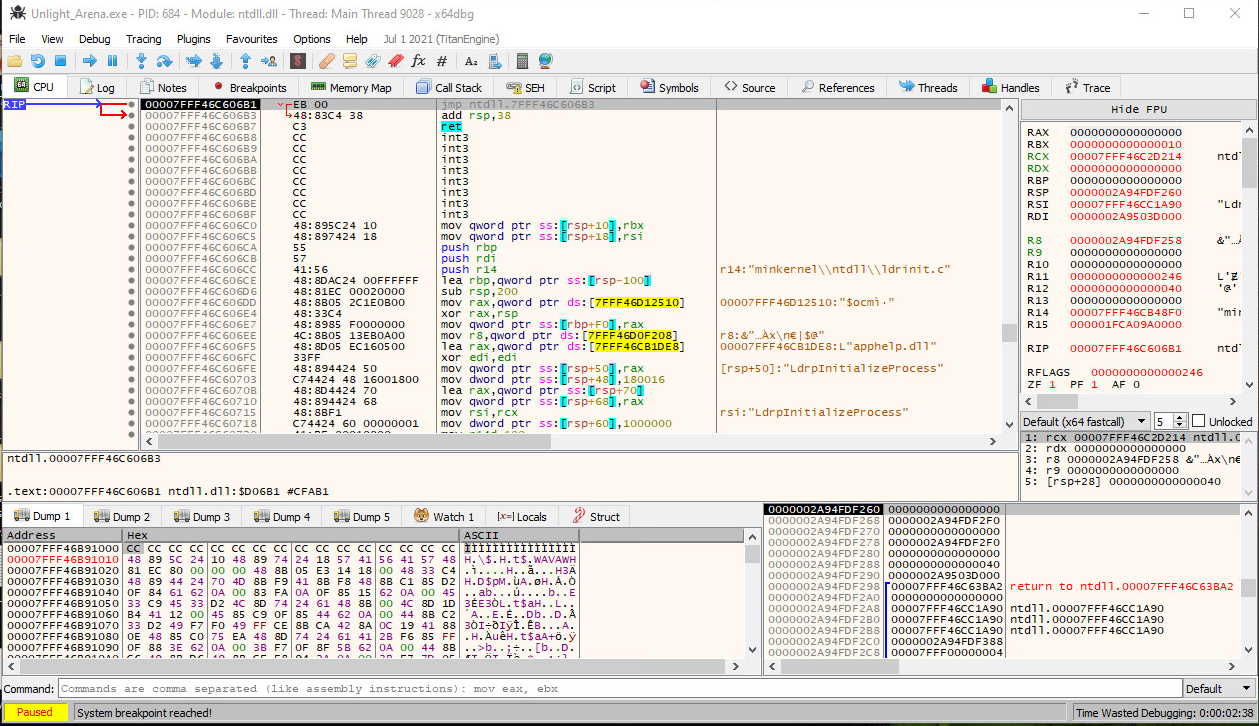 Unlight_Arena.exe - PID: 684 - Module: ntdll.dll - Thread: Main Thread 9028 - x64dbg
File View Debug Tracing Plugins Favourites Options Help Jul 1 2021 (TitanEngine)
CPU Log Notes Breakpoints Memory Map Call Stack SEH Script Symbols Source References Threads Handles Trace
RIP
00007FFF46C606B1 EB 00 jmp ntdll.7FFF46C606B3
00007FFF46C606B3 48:83C4 38 add rsp,38
00007FFF46C606B7 C3 ret
00007FFF46C606B8 CC int3
00007FFF46C606B9 CC int3
00007FFF46C606BA CC int3
00007FFF46C606BB CC int3
00007FFF46C606BC CC int3
00007FFF46C606BD CC int3
00007FFF46C606BE CC int3
00007FFF46C606BF CC int3
00007FFF46C606C0 48:895C24 10 mov qword ptr ss:[rsp+10],rbx
00007FFF46C606C5 48:897424 18 mov qword ptr ss:[rsp+18],rsi
00007FFF46C606CA 55 push rbp
00007FFF46C606CB 57 push rdi
00007FFF46C606CC 41:56 push r14 r14:"minkernel\\ntdll\\ldrinit.c"
00007FFF46C606CE 48:8DAC24 00FFFFFF lea rbp,qword ptr ss:[rsp-100]
00007FFF46C606D6 48:81EC 00020000 sub rsp,200
00007FFF46C606DD 48:8B05 2C1E0B00 mov rax,qword ptr ds:[7FFF46D12510] 00007FFF46D12510:"$ocmì·"
00007FFF46C606E4 48:33C4 xor rax,rsp
00007FFF46C606E7 48:8985 F0000000 mov qword ptr ss:[rbp+F0],rax
00007FFF46C606EE 4C:8B05 13EB0A00 mov r8,qword ptr ds:[7FFF46D0F208] r8:&"…Àx\n€|$@"
00007FFF46C606F5 48:8D05 EC160500 lea rax,qword ptr ds:[7FFF46CB1DE8] 00007FFF46CB1DE8:L"apphelp.dll"
00007FFF46C606FC 33FF xor edi,edi
00007FFF46C606FE 48:894424 50 mov qword ptr ss:[rsp+50],rax [rsp+50]:"LdrpInitializeProcess"
00007FFF46C60703 C74424 48 16001800 mov dword ptr ss:[rsp+48],180016
00007FFF46C6070B 48:8D4424 70 lea rax,qword ptr ss:[rsp+70]
00007FFF46C60710 48:894424 68 mov qword ptr ss:[rsp+68],rax
00007FFF46C60715 48:8BF1 mov rsi,rcx rsi:"LdrpInitializeProcess"
00007FFF46C60718 C74424 60 00000001 mov dword ptr ss:[rsp+60],1000000
Hide FPU
RAX 0000000000000000
RBX 0000000000000010
RCX 00007FFF46C2D214 ntdl
RDX 0000000000000000
RBP 0000000000000000
RSP 0000002A94FDF260
RSI 00007FFF46CC1A90 "Ldr
RDI 0000002A9503D000
R8 0000002A94FDF258 &"…À
R9 0000000000000000
R10 0000000000000000
R11 0000000000000246 L'Ɇ'
R12 0000000000000040 '@'
R13 0000000000000000
R14 00007FFF46CB48F0 "min
R15 000001FCA09A0000
RIP 00007FFF46C606B1 ntdl
RFLAGS 0000000000000246
ZF 1 PF 1 AF 0
Default (x64 fastcall) 5 Unlocked
1: rcx 00007FFF46C2D214 ntdll.0
2: rdx 0000000000000000
3: r8 0000002A94FDF258 &"…Àx\n€
4: r9 0000000000000000
5: [rsp+28] 0000000000000040
ntdll.00007FFF46C606B3
.text:00007FFF46C606B1 ntdll.dll:$D06B1 #CFAB1
Dump 1 Dump 2 Dump 3 Dump 4 Dump 5 Watch 1 [x=] Locals Struct
Address Hex ASCII
00007FFF46B91000 CC CC CC CC CC CC CC CC CC CC CC CC CC CC CC CC ÌÌÌÌÌÌÌÌÌÌÌÌÌÌÌÌ
00007FFF46B91010 48 89 5C 24 10 48 89 74 24 18 57 41 56 41 57 48 H.\$.H.t$.WAVAWH
00007FFF46B91020 81 EC 80 00 00 00 48 8B 05 E3 14 18 00 48 33 C4 .ì....H..ã...H3Ä
00007FFF46B91030 48 89 44 24 70 4D 8B F9 41 8B F8 48 8B C1 85 D2 H.D$pM.ùA.øH.Á.Ò
00007FFF46B91040 0F 84 61 62 0A 00 83 FA 0A 0F 85 15 62 0A 00 45 ..ab...ú....b..E
00007FFF46B91050 33 C9 45 33 D2 4C 8D 74 24 61 48 8B 00 4C 8D 1D 3ÉE3ÒL.t$aH..L..
00007FFF46B91060 B4 41 12 00 45 85 C9 0F 85 44 62 0A 00 44 8B C2 ´A..E.É..Db..D.Â
00007FFF46B91070 33 D2 49 F7 F0 49 FF CE 8B CA 42 8A 0C 19 41 88 3ÒI÷ðIÿÎ.ÊB...A.
00007FFF46B91080 0E 48 85 C0 75 EA 48 8D 74 24 61 41 2B F6 85 FF .H.ÀuêH.t$aA+ö.ÿ
00007FFF46B91090 0F 88 3E 62 0A 00 3B F7 0F 8F 5B 62 0A 00 44 8B ..>b..;÷..[b..D.
0000002A94FDF260 0000000000000000
0000002A94FDF268 0000002A94FDF2F0
0000002A94FDF270 0000000000000000
0000002A94FDF278 0000000000000000
0000002A94FDF280 0000000000000000
0000002A94FDF288 0000000000000040
0000002A94FDF290 0000002A9503D000
0000002A94FDF298 00007FFF46C63BA2 return to ntdll.00007FFF46C63BA2
0000002A94FDF2A0 0000000000000000
0000002A94FDF2A8 00007FFF46CC1A90 ntdll.00007FFF46CC1A90
0000002A94FDF2B0 00007FFF46CC1A90 ntdll.00007FFF46CC1A90
0000002A94FDF2B8 00007FFF46CC1A90 ntdll.00007FFF46CC1A90
0000002A94FDF2C0 0000002A94FDF388
0000002A94FDF2C8 00007FFF00000004
Command: Commands are comma separated (like assembly instructions): mov eax, ebx Default
Paused System breakpoint reached! Time Wasted Debugging: 0:00:02:38